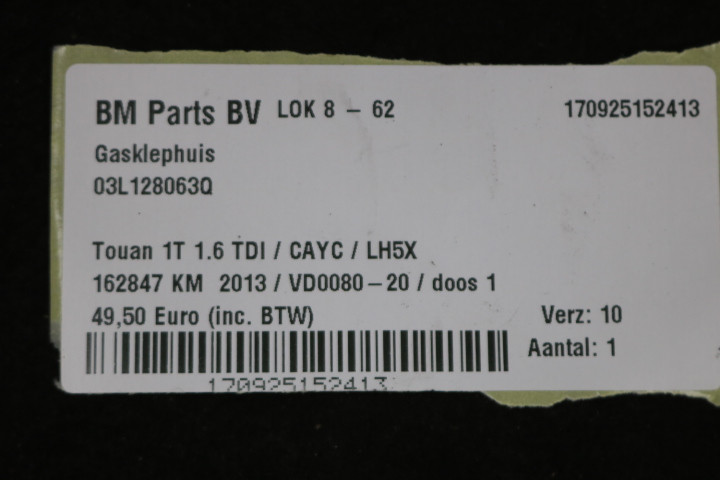 BM Parts BV LOK 8 - 62 170925152413
Gasklephuis
03L128063Q
Touan 1T 1.6 TDI / CAYC / LH5X
162847 KM 2013 / VD0080-20 / doos 1
49,50 Euro (inc. BTW) Verz: 10
Aantal: 1
170925152413